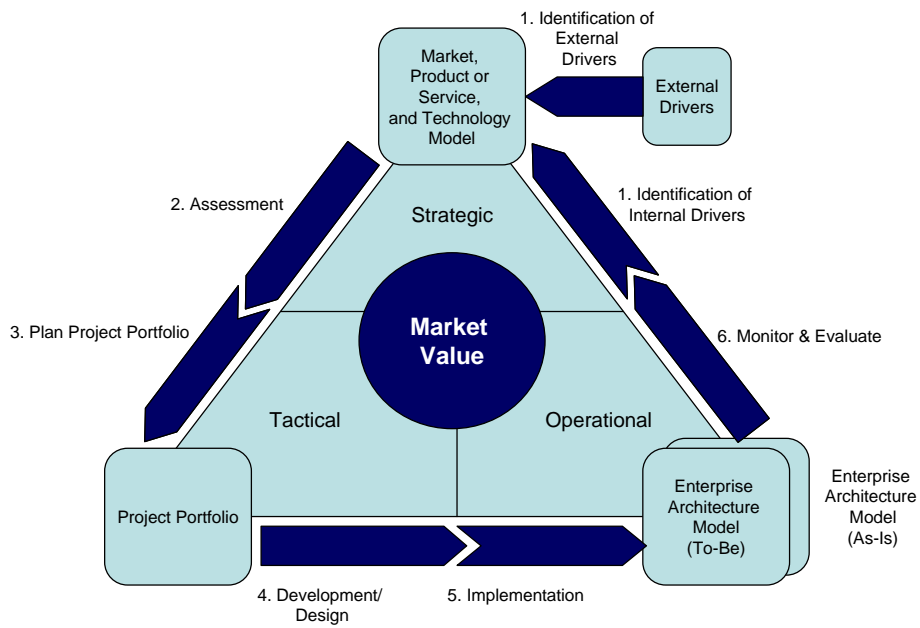 1. Identification of
External
Drivers
Market,
Product or
Service,
and Technology
Model
External
Drivers
2. Assessment
1. Identification of
Internal Drivers
Strategic
3. Plan Project Portfolio
Market
Value
6. Monitor & Evaluate
Tactical
Operational
Project Portfolio
Enterprise
Architecture
Model
(To-Be)
Enterprise
Architecture
Model
(As-Is)
4. Development/
Design
5. Implementation